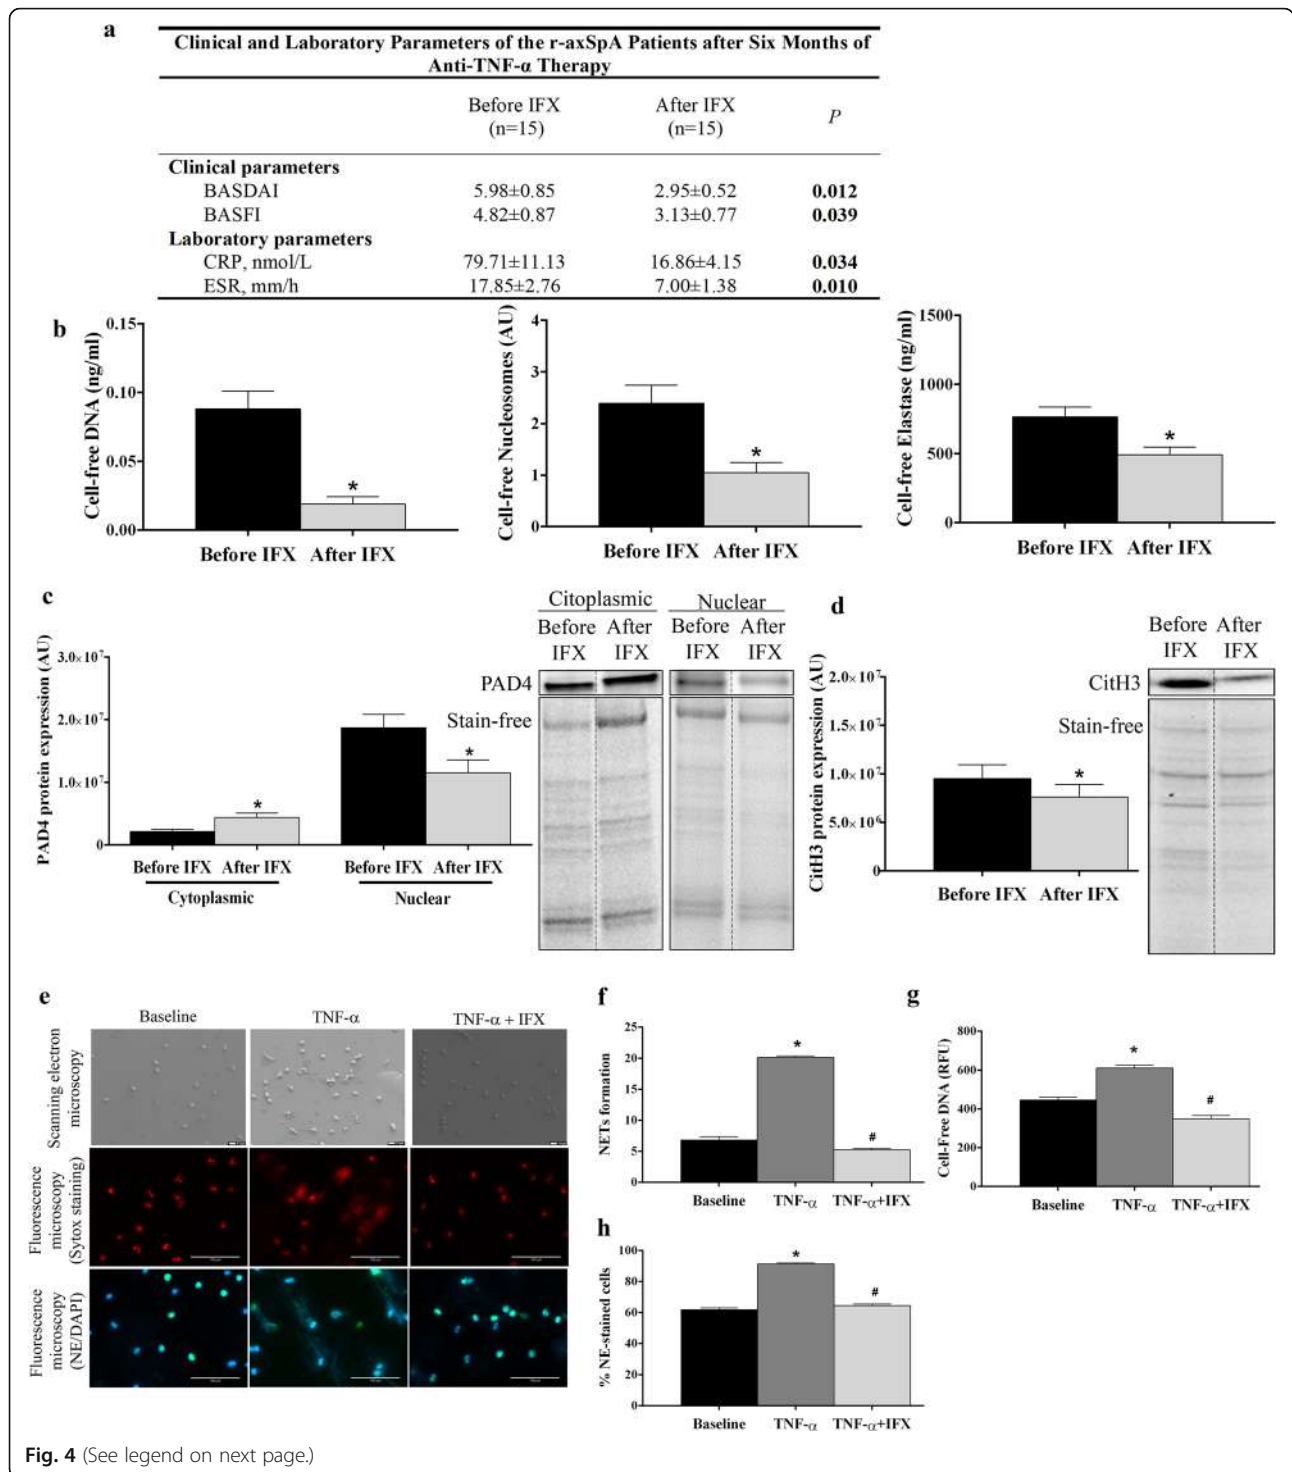 a
Clinical and Laboratory Parameters of the r-axSpA Patients after Six Months of
Anti-TNF-α Therapy
Before IFX After IFX P
(n=15) (n=15)
Clinical parameters
BASDAI 5.98±0.85 2.95±0.52 0.012
BASFI 4.82±0.87 3.13±0.77 0.039
Laboratory parameters
CRP, nmol/L 79.71±11.13 16.86±4.15 0.034
ESR, mm/h 17.85±2.76 7.00±1.38 0.010
b
Cell-free DNA (ng/ml)
0.15
0.10
0.05
0.00
*
Before IFX After IFX
Cell-free Nucleosomes (AU)
4
3
2
1
0
*
Before IFX After IFX
Cell-free Elastase (ng/ml)
1500
1000
500
0
*
Before IFX After IFX
c
PAD4 protein expression (AU)
3.0×10⁷
2.0×10⁷
1.0×10⁷
0
*
*
Before IFX After IFX Before IFX After IFX
Cytoplasmic Nuclear
Citoplasmic Nuclear
Before After Before After
IFX IFX IFX IFX
PAD4
Stain-free
d
CitH3 protein expression (AU)
2.0×10⁷
1.5×10⁷
1.0×10⁷
5.0×10⁶
0
*
Before IFX After IFX
Before After
IFX IFX
CitH3
Stain-free
e
Baseline TNF-α TNF-α + IFX
Scanning electron
microscopy
Fluorescence
microscopy
(Sytox staining)
Fluorescence
microscopy
(NE/DAPI)
f
NETs formation
25
20
15
10
5
0
*
#
Baseline TNF-α TNF-α+IFX
g
Cell-Free DNA (RFU)
800
600
400
200
0
*
#
Baseline TNF-α TNF-α+IFX
h
% NE-stained cells
100
80
60
40
20
0
*
#
Baseline TNF-α TNF-α+IFX
Fig. 4 (See legend on next page.)